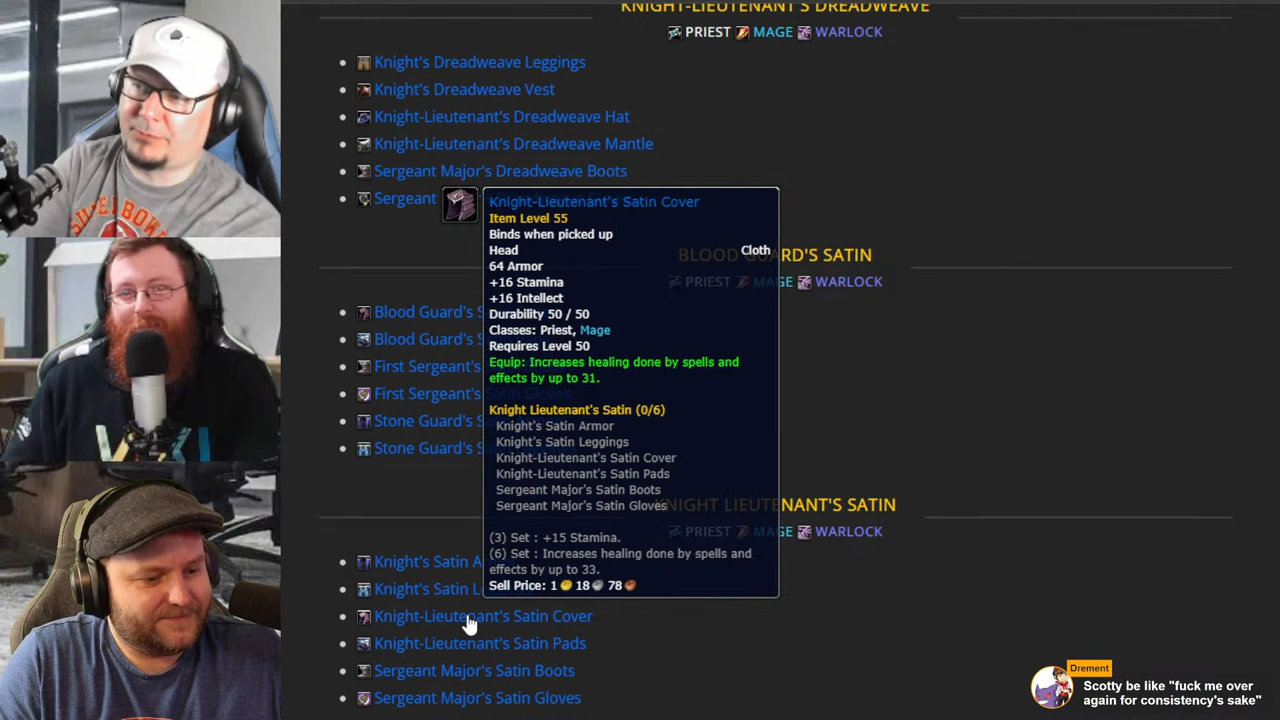 KNIGHT-LIEUTENANT'S DREADWEAVE
PRIEST MAGE WARLOCK
Knight's Dreadweave Leggings
Knight's Dreadweave Vest
Knight-Lieutenant's Dreadweave Hat
Knight-Lieutenant's Dreadweave Mantle
Sergeant Major's Dreadweave Boots
Sergeant
Knight-Lieutenant's Satin Cover
Item Level 55
Binds when picked up
Head Cloth
64 Armor
+16 Stamina
+16 Intellect
Durability 50 / 50
Classes: Priest, Mage
Requires Level 50
Equip: Increases healing done by spells and
effects by up to 31.
Knight Lieutenant's Satin (0/6)
Knight's Satin Armor
Knight's Satin Leggings
Knight-Lieutenant's Satin Cover
Knight-Lieutenant's Satin Pads
Sergeant Major's Satin Boots
Sergeant Major's Satin Gloves
(3) Set : +15 Stamina.
(6) Set : Increases healing done by spells and
effects by up to 33.
Sell Price: 1 18 78
BLOOD GUARD'S SATIN
PRIEST MAGE WARLOCK
Blood Guard's S
Blood Guard's S
First Sergeant's
First Sergeant's Satin Gloves
Stone Guard's S
Stone Guard's S
KNIGHT LIEUTENANT'S SATIN
PRIEST MAGE WARLOCK
Knight's Satin A
Knight's Satin L
Knight-Lieutenant's Satin Cover
Knight-Lieutenant's Satin Pads
Sergeant Major's Satin Boots
Sergeant Major's Satin Gloves
Drement
Scotty be like "fuck me over
again for consistency's sake"